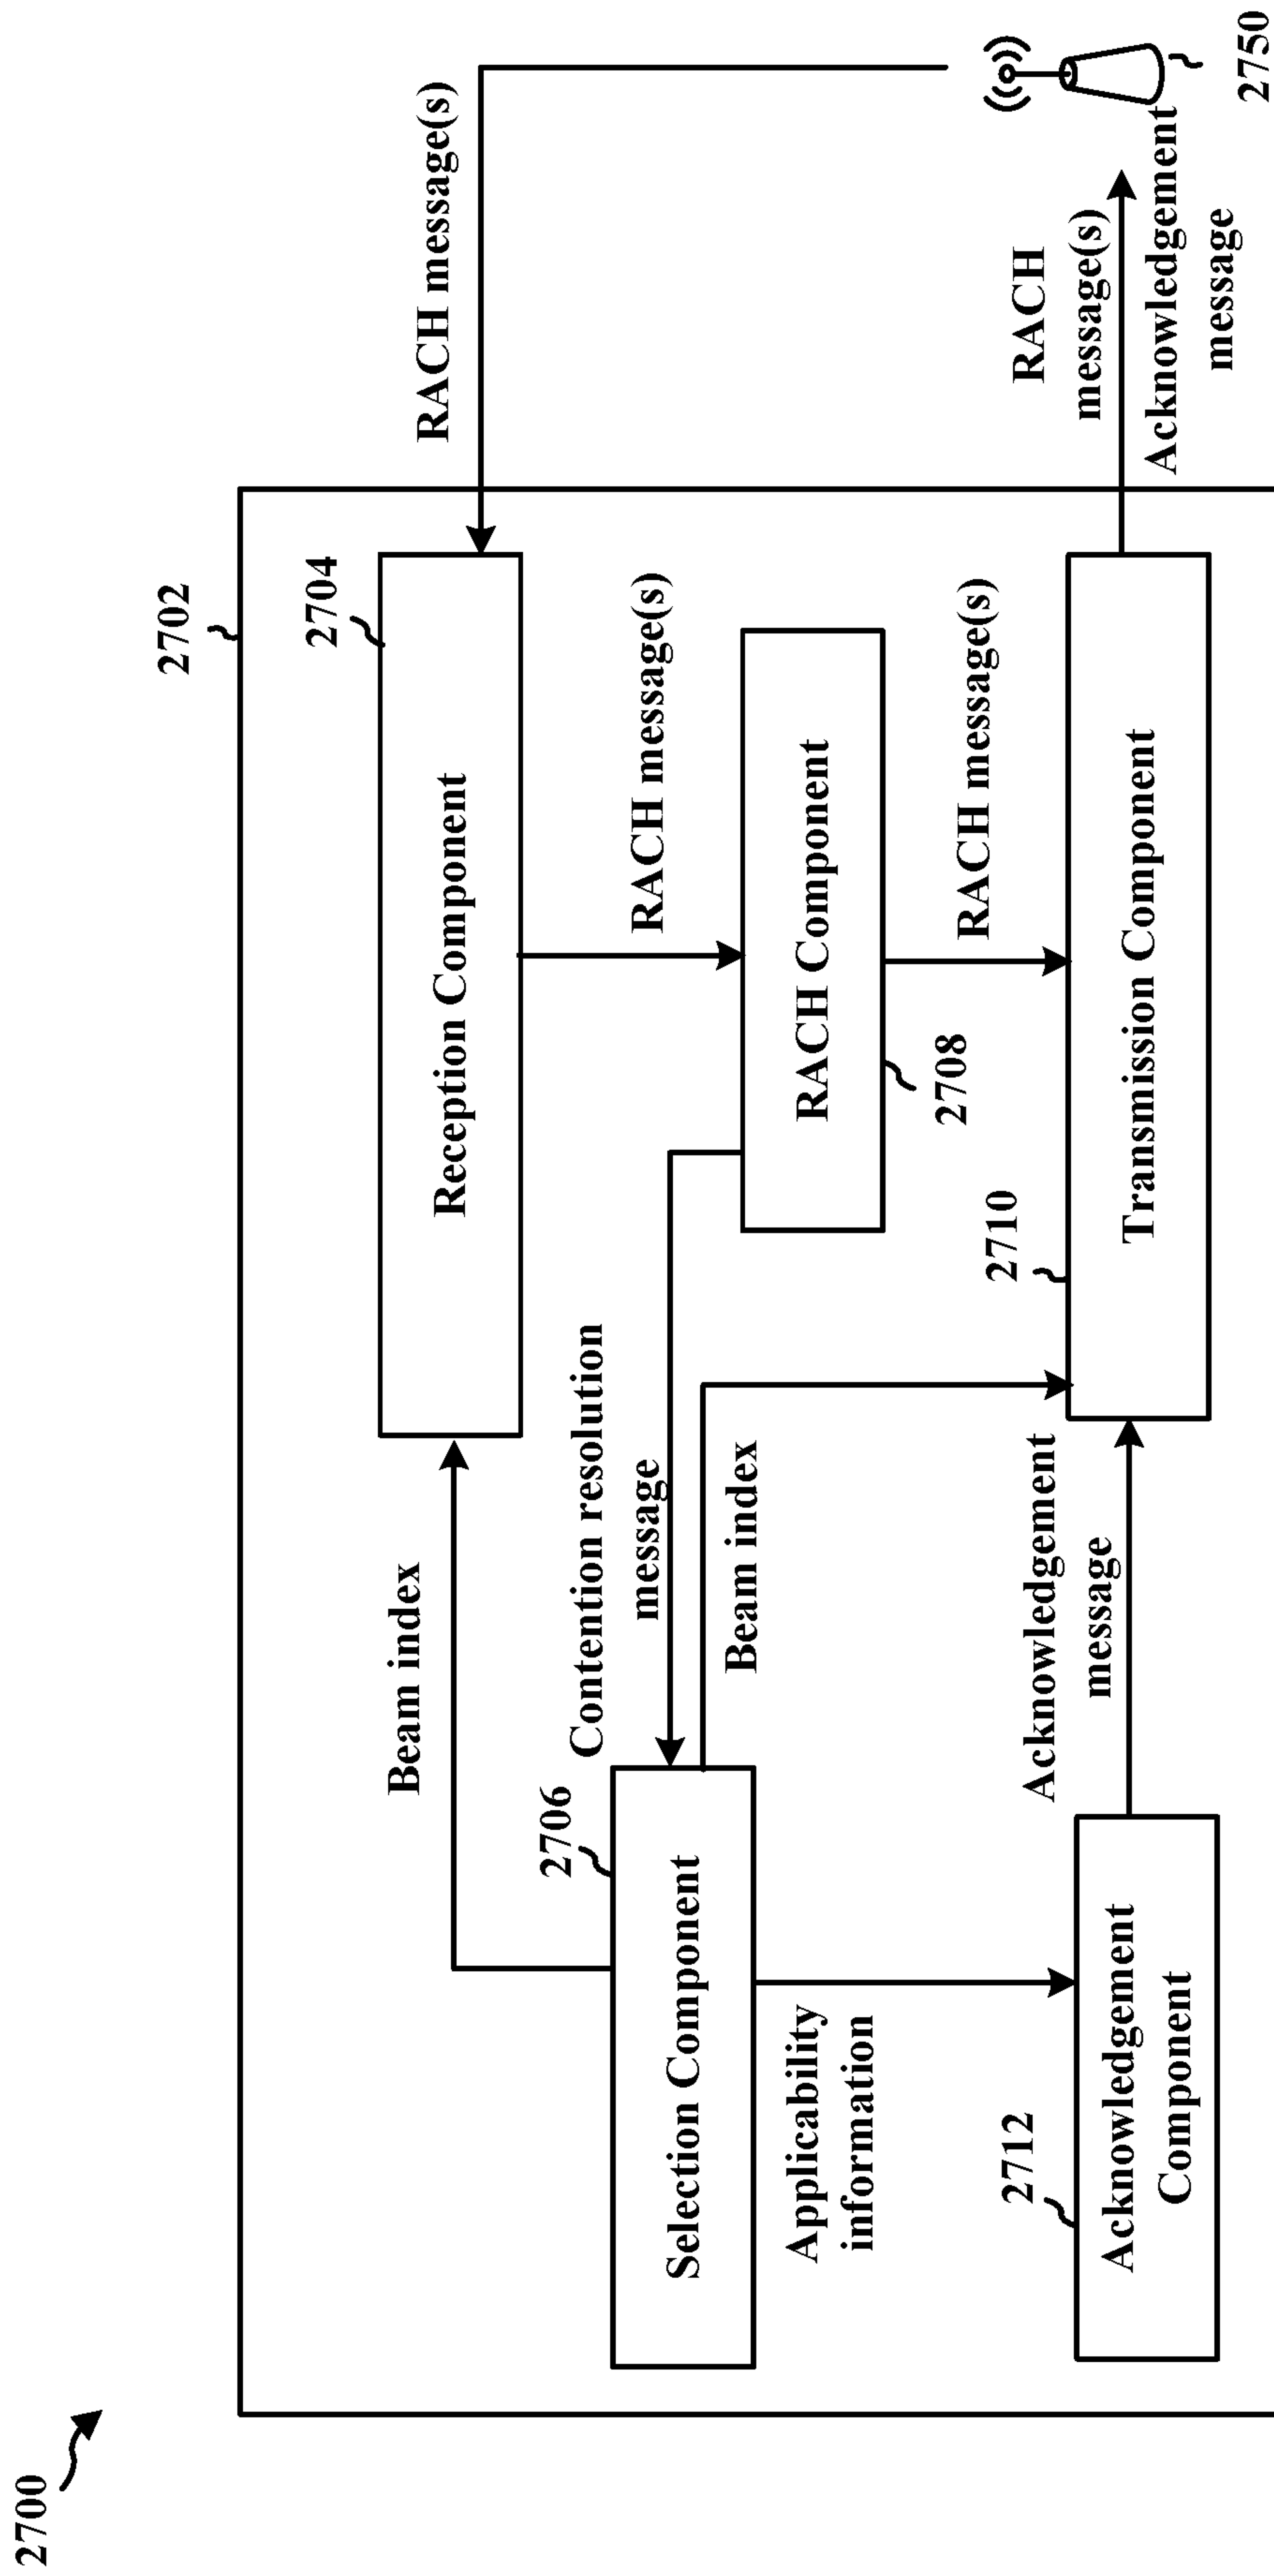 2700
2702
2704
Reception Component
RACH message(s)
Beam index
RACH message(s)
2706
Selection Component
Contention resolution
message
Beam index
RACH Component
2708
RACH message(s)
Applicability
information
2710
Transmission Component
2712
Acknowledgement
Component
Acknowledgement
message
RACH
message(s)
Acknowledgement
message
2750